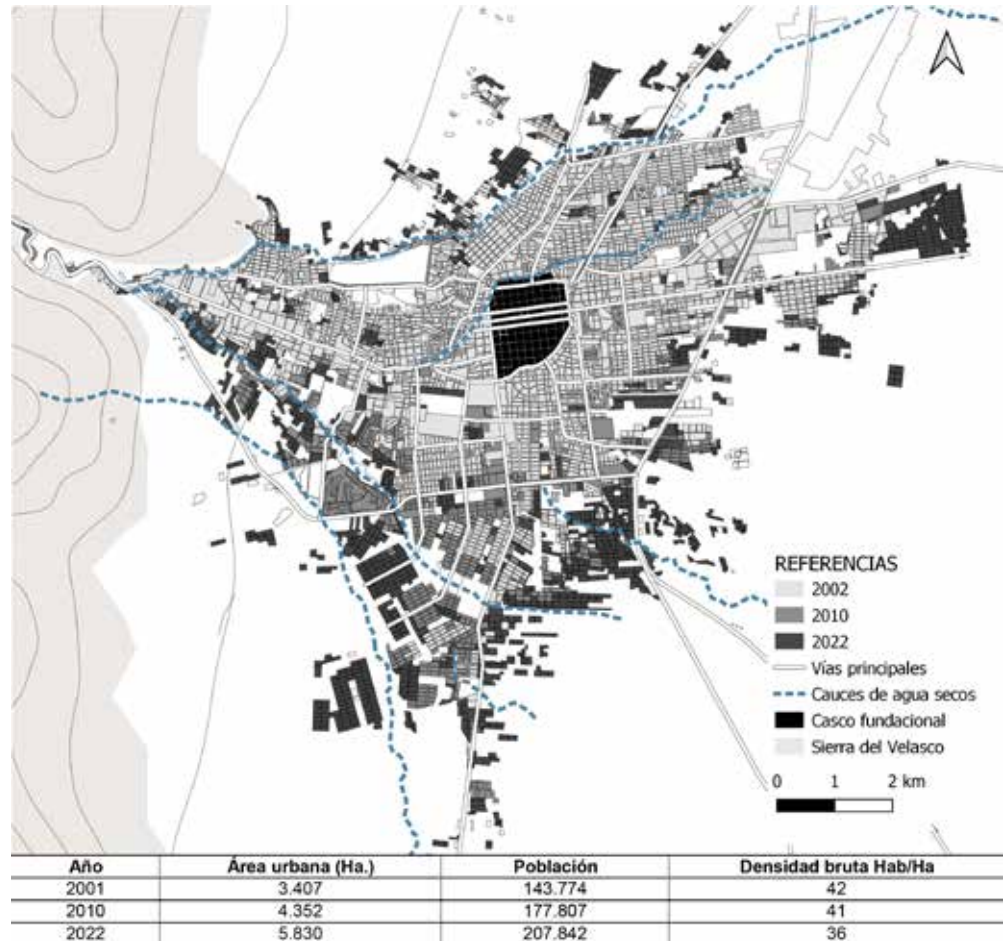 REFERENCIAS
2002
2010
2022
Vías principales
Cauces de agua secos
Casco fundacional
Sierra del Velasco
0 1 2 km
Año Área urbana (Ha.) Población Densidad bruta Hab/Ha
2001 3.407 143.774 42
2010 4.352 177.807 41
2022 5.830 207.842 36